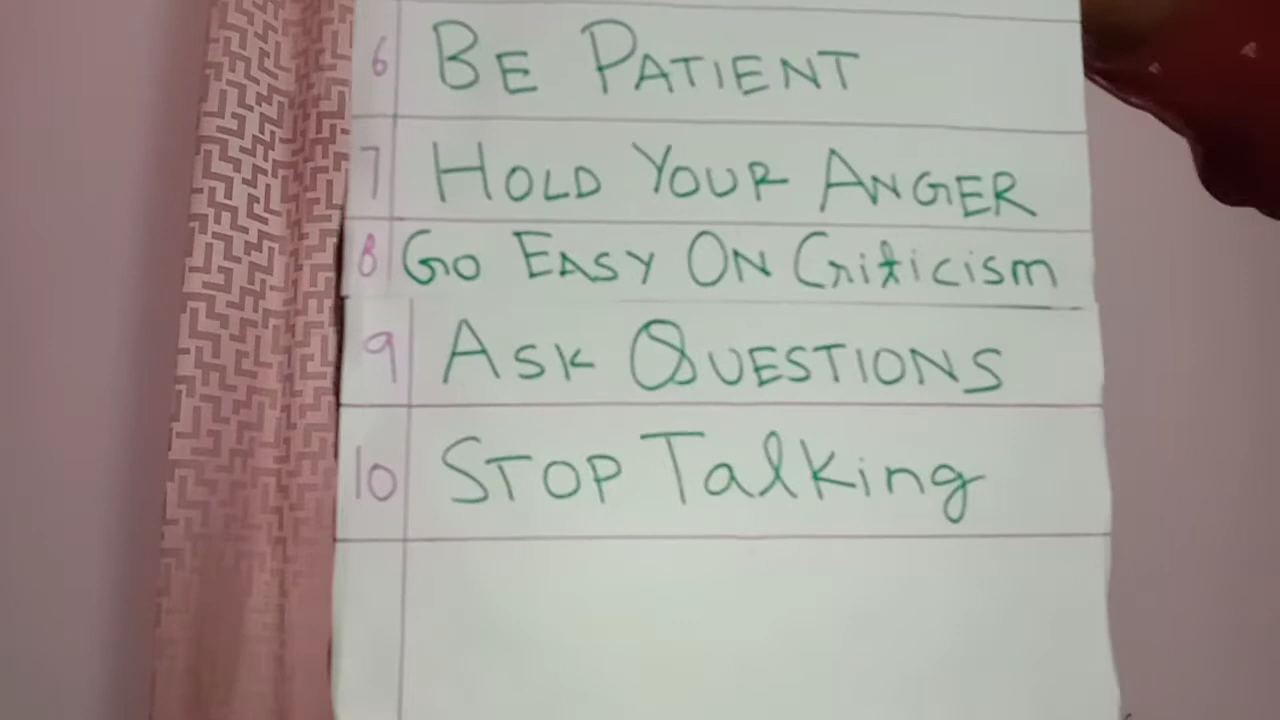 6 BE PATIENT
7 HOLD YOUR ANGER
8 GO EASY ON Criticism
9 ASK QUESTIONS
10 STOP Talking